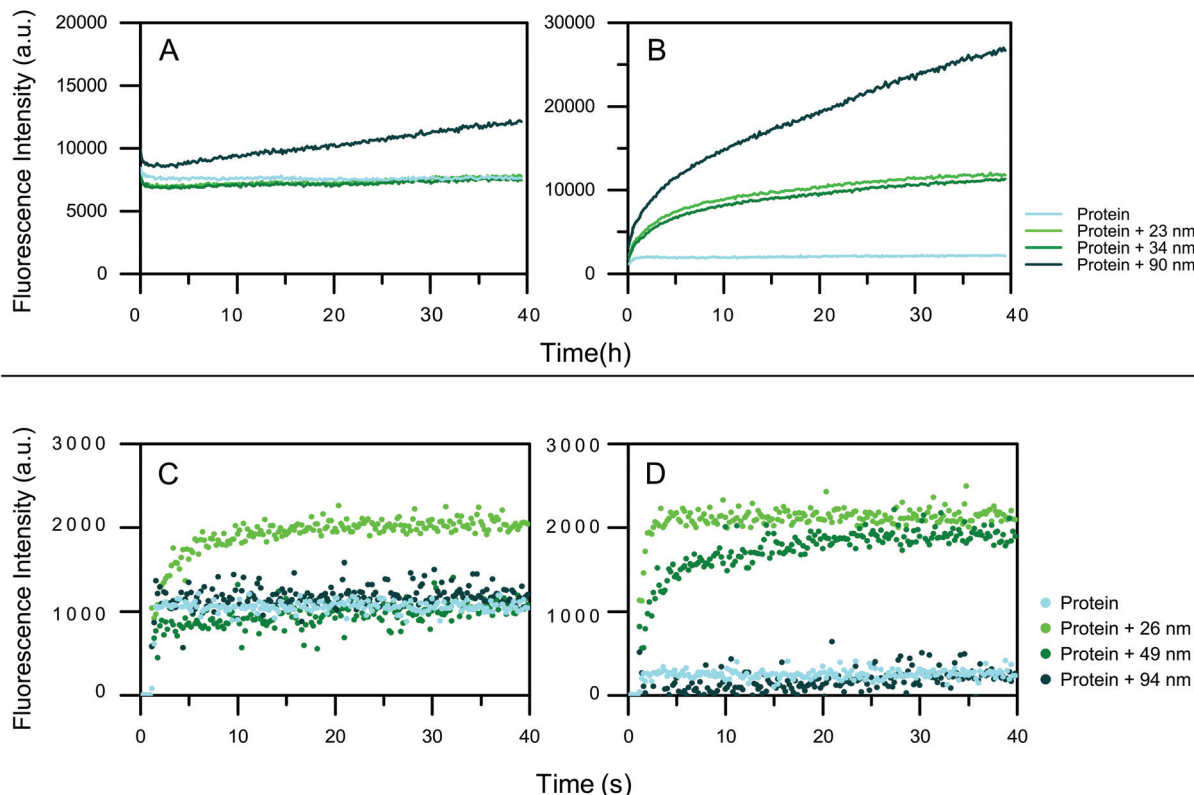 Fluorescence Intensity (a.u.)
20000
15000
10000
5000
0
A
0 10 20 30 40
30000
20000
10000
0
B
0 10 20 30 40
Time(h)
Protein
Protein + 23 nm
Protein + 34 nm
Protein + 90 nm
Fluorescence Intensity (a.u.)
3000
2000
1000
0
C
0 10 20 30 40
3000
2000
1000
0
D
0 10 20 30 40
Time (s)
Protein
Protein + 26 nm
Protein + 49 nm
Protein + 94 nm